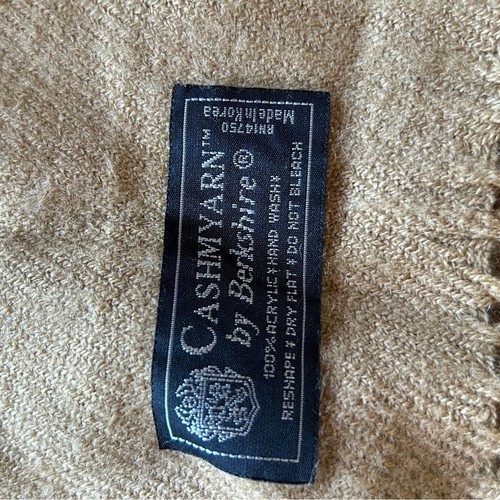 CASHMYARN™
by Berkshire®
100% ACRYLIC*HAND WASH*
RESHAPE * DRY FLAT * DO NOT BLEACH
RN14750
Made In Korea